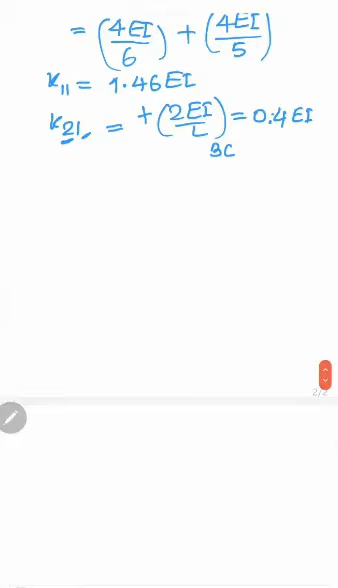 = (4EI/6) + (4EI/5)
K11 = 1.46EI
K21 = +(2EI/L)BC = 0.4EI
2/2